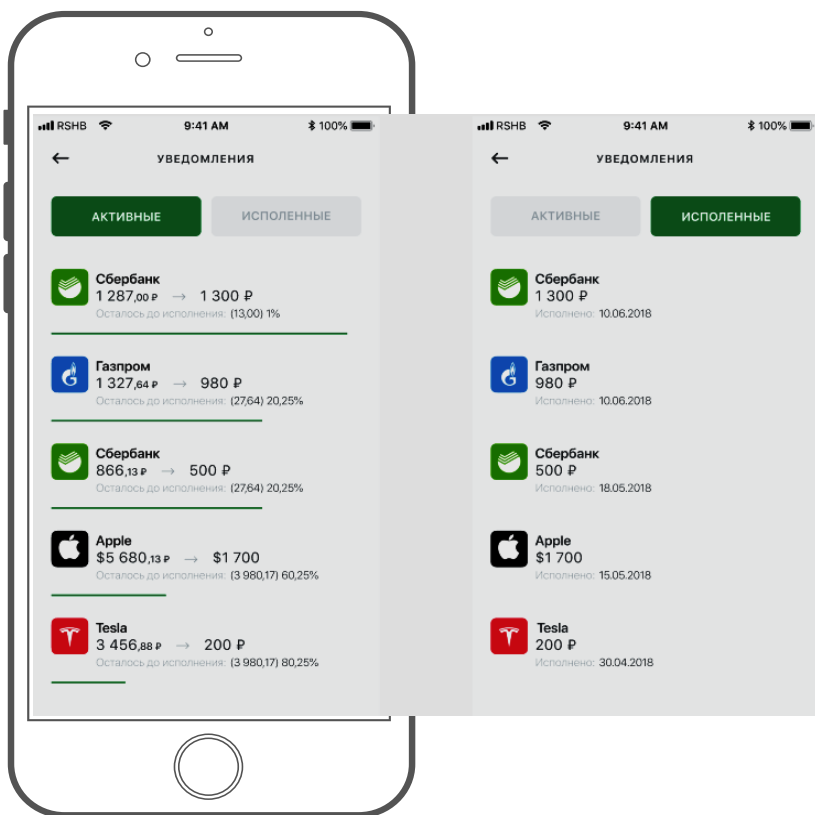 RSHB 9:41 AM 100%
УВЕДОМЛЕНИЯ
АКТИВНЫЕ ИСПОЛЕННЫЕ
Сбербанк
1 287,00 ₽ → 1 300 ₽
Осталось до исполнения: (13,00) 1%
Газпром
1 327,64 ₽ → 980 ₽
Осталось до исполнения: (27,64) 20,25%
Сбербанк
866,13 ₽ → 500 ₽
Осталось до исполнения: (27,64) 20,25%
Apple
$5 680,13 ₽ → $1 700
Осталось до исполнения: (3 980,17) 60,25%
Tesla
3 456,88 ₽ → 200 ₽
Осталось до исполнения: (3 980,17) 80,25%
RSHB 9:41 AM 100%
УВЕДОМЛЕНИЯ
АКТИВНЫЕ ИСПОЛЕННЫЕ
Сбербанк
1 300 ₽
Исполнено: 10.06.2018
Газпром
980 ₽
Исполнено: 10.06.2018
Сбербанк
500 ₽
Исполнено: 18.05.2018
Apple
$1 700
Исполнено: 15.05.2018
Tesla
200 ₽
Исполнено: 30.04.2018